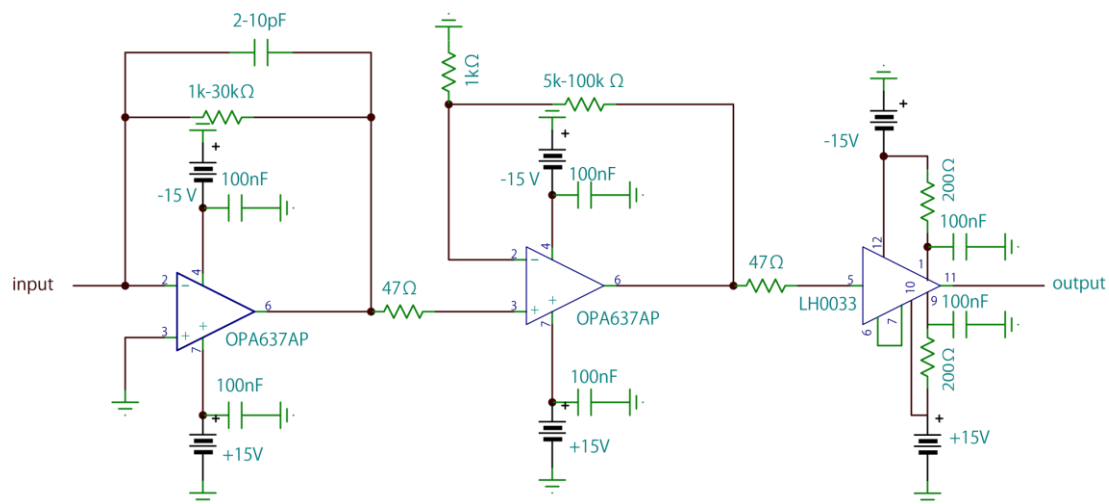 2-10pF
1k-30kΩ
-15 V
100nF
4
input
2
3
6
7
OPA637AP
100nF
+15V
47Ω
1kΩ
5k-100k Ω
-15 V
100nF
4
2
3
6
7
OPA637AP
100nF
+15V
47Ω
-15V
200Ω
100nF
12
1
5
10
11
9
output
LH0033
6
7
100nF
200Ω
+15V